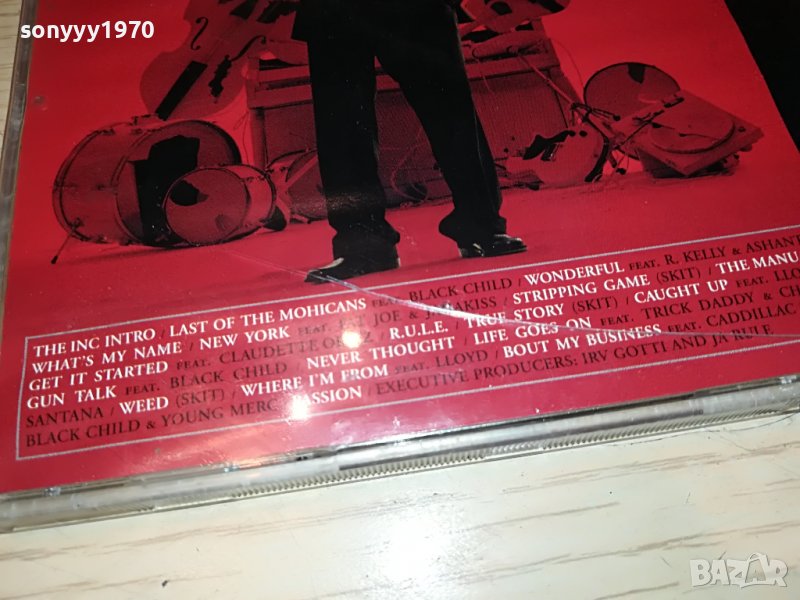 sonyyy1970
THE INC INTRO / LAST OF THE MOHICANS FEAT. BLACK CHILD / WONDERFUL FEAT. R. KELLY & ASHANTI
WHAT'S MY NAME / NEW YORK FEAT. JOE & JADAKISS / STRIPPING GAME (SKIT) / THE MANU
GET IT STARTED FEAT. CLAUDETTE / R.U.L.E. / TRUE STORY (SKIT) / CAUGHT UP FEAT. LLO
GUN TALK FEAT. BLACK CHILD / NEVER THOUGHT / LIFE GOES ON FEAT. TRICK DADDY & CH
SANTANA / WEED (SKIT) / WHERE I'M FROM FEAT. LLOYD / BOUT MY BUSINESS FEAT. CADDILLAC
BLACK CHILD & YOUNG MERC / PASSION / EXECUTIVE PRODUCERS: IRV GOTTI AND JA RULE
BAZAR